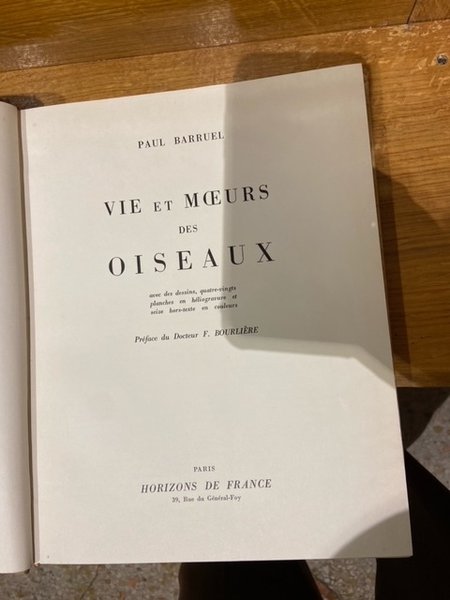 PAUL BARRUEL
VIE ET MŒURS
DES
OISEAUX
avec des dessins, quatre-vingts
planches en héliogravure et
seize hors-texte en couleurs
Préface du Docteur F. BOURLIÈRE
PARIS
HORIZONS DE FRANCE
39, Rue du Général-Foy